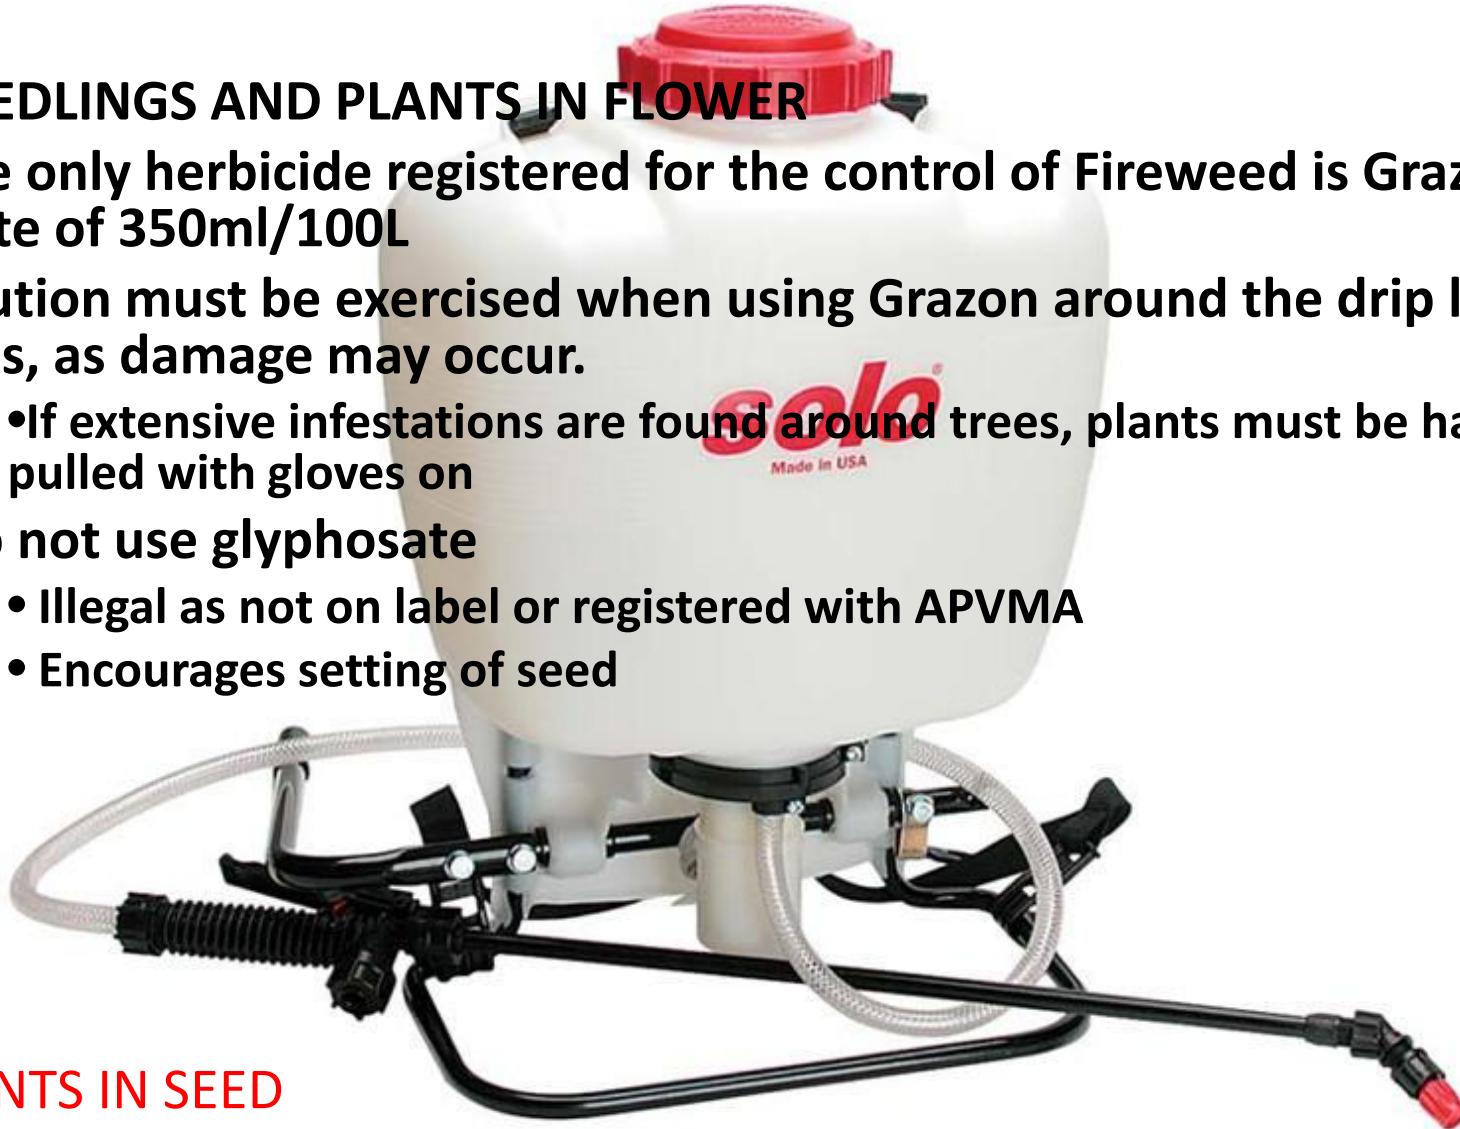 EDLINGS AND PLANTS IN FLOWER
e only herbicide registered for the control of Fireweed is Graz
te of 350ml/100L
ution must be exercised when using Grazon around the drip l
s, as damage may occur.
•If extensive infestations are found around trees, plants must be ha
pulled with gloves on
o not use glyphosate
• Illegal as not on label or registered with APVMA
• Encourages setting of seed
solo®
Made in USA
NTS IN SEED